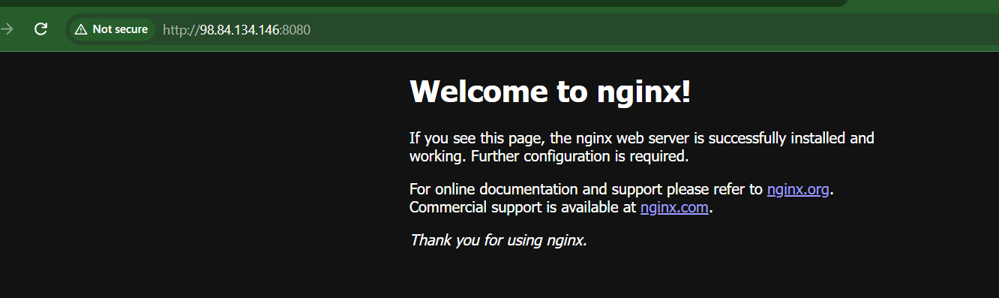 Not secure http://98.84.134.146:8080
Welcome to nginx!
If you see this page, the nginx web server is successfully installed and
working. Further configuration is required.
For online documentation and support please refer to nginx.org.
Commercial support is available at nginx.com.
Thank you for using nginx.